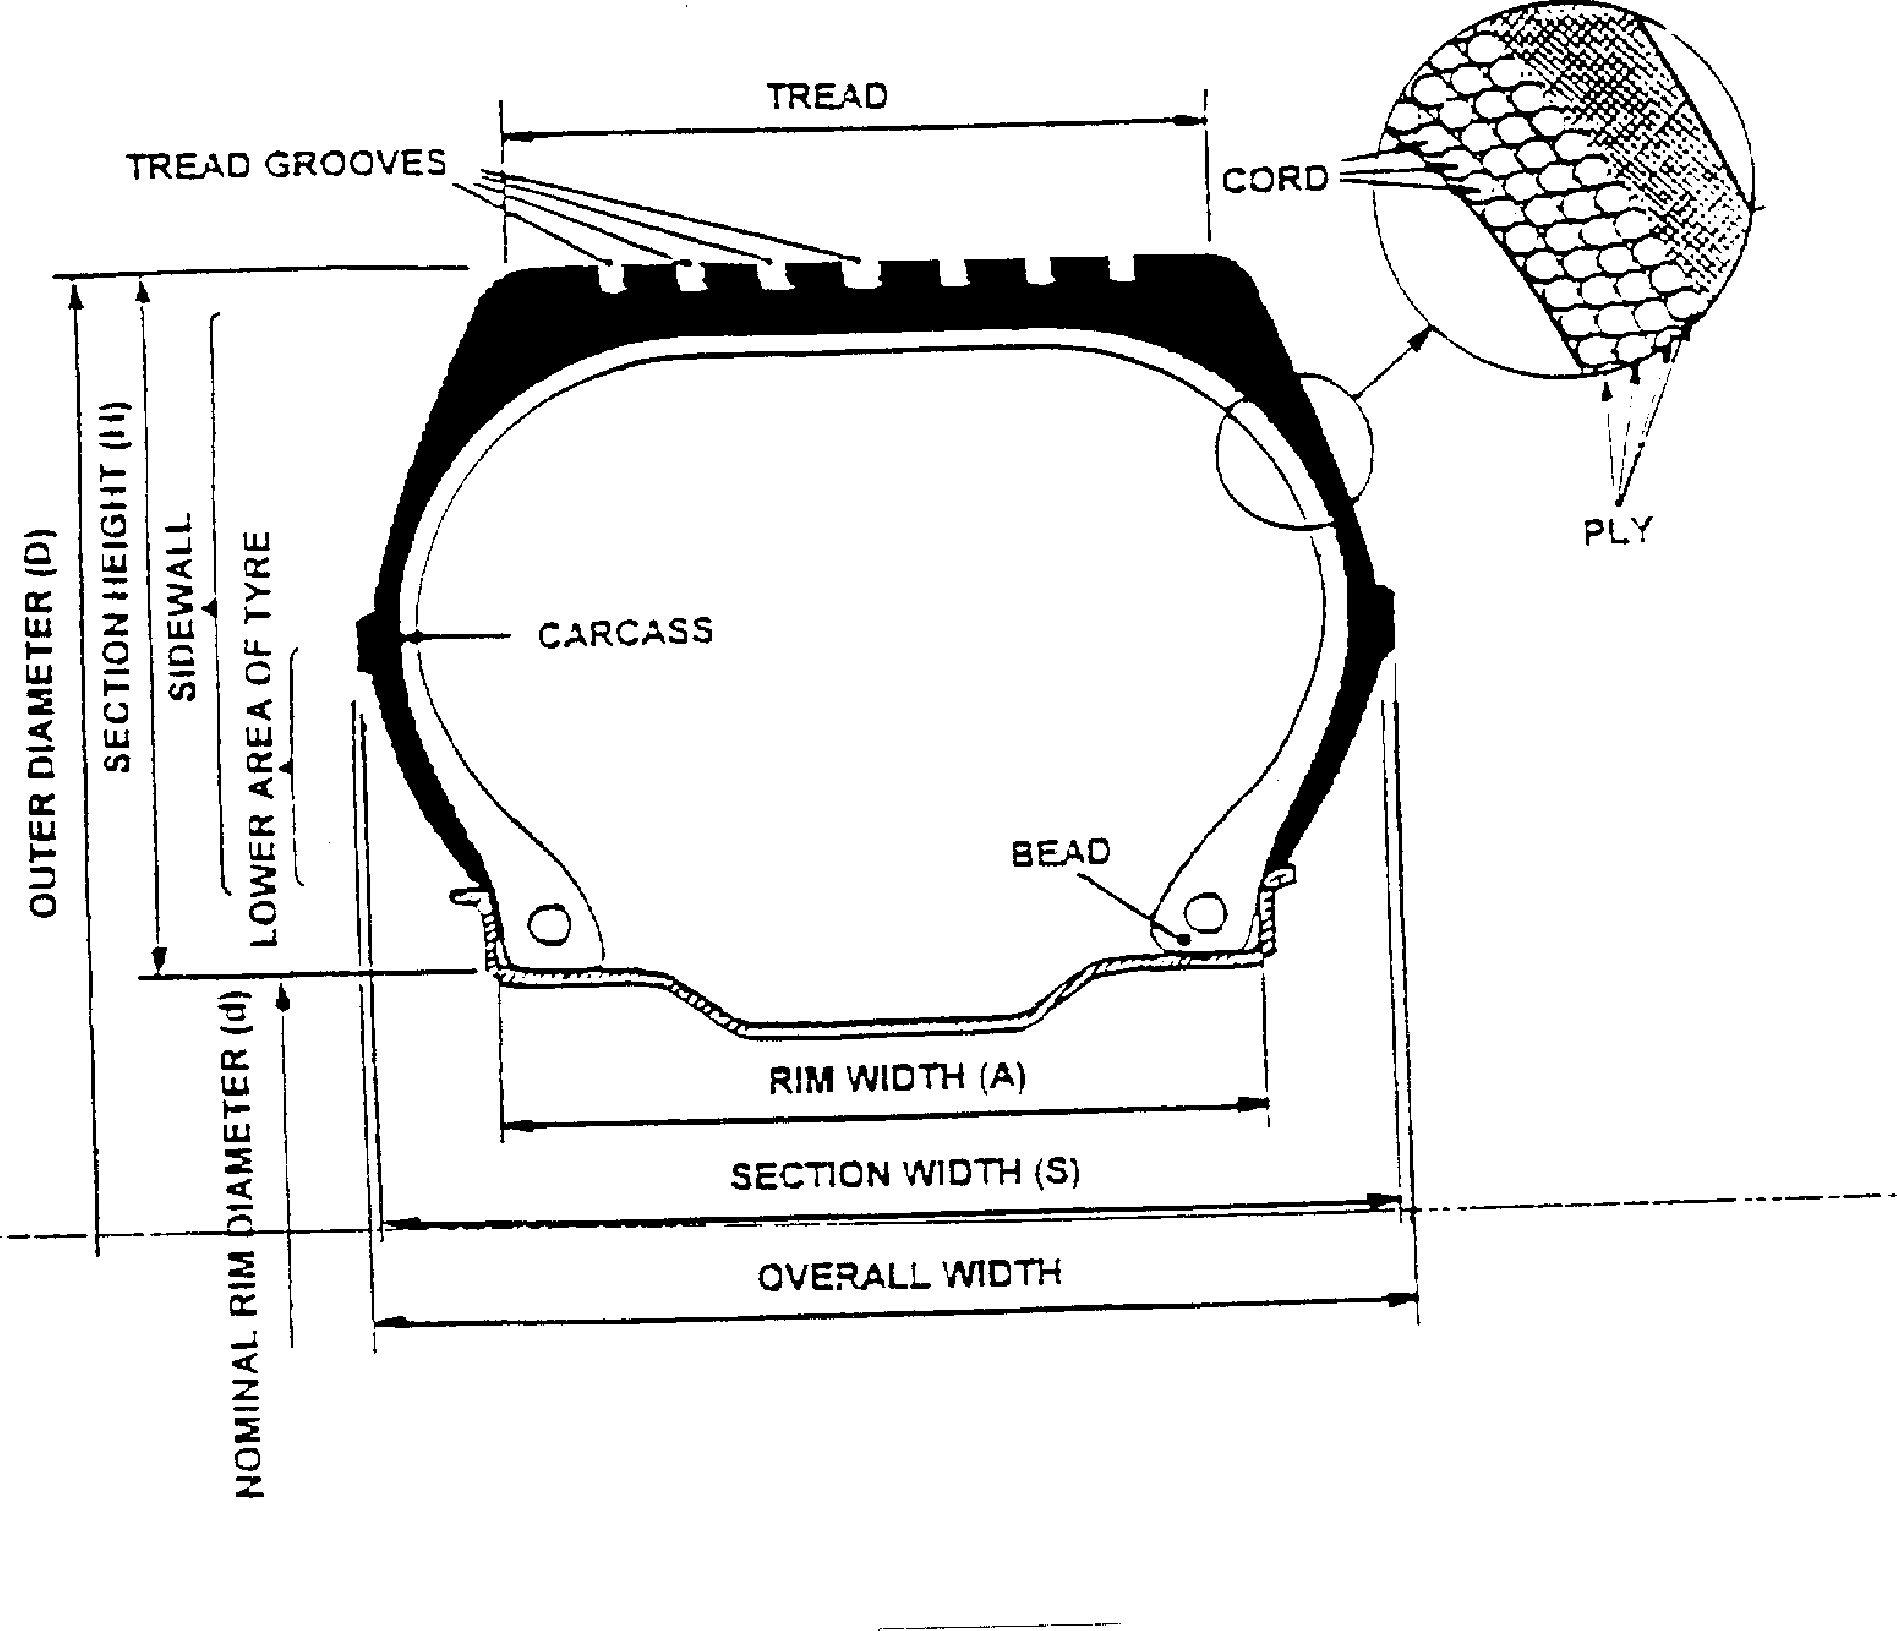 TREAD
TREAD GROOVES
CORD
PLY
OUTER DIAMETER (D)
SECTION HEIGHT (H)
SIDEWALL
LOWER AREA OF TYRE
CARCASS
BEAD
NOMINAL RIM DIAMETER (d)
RIM WIDTH (A)
SECTION WIDTH (S)
OVERALL WIDTH